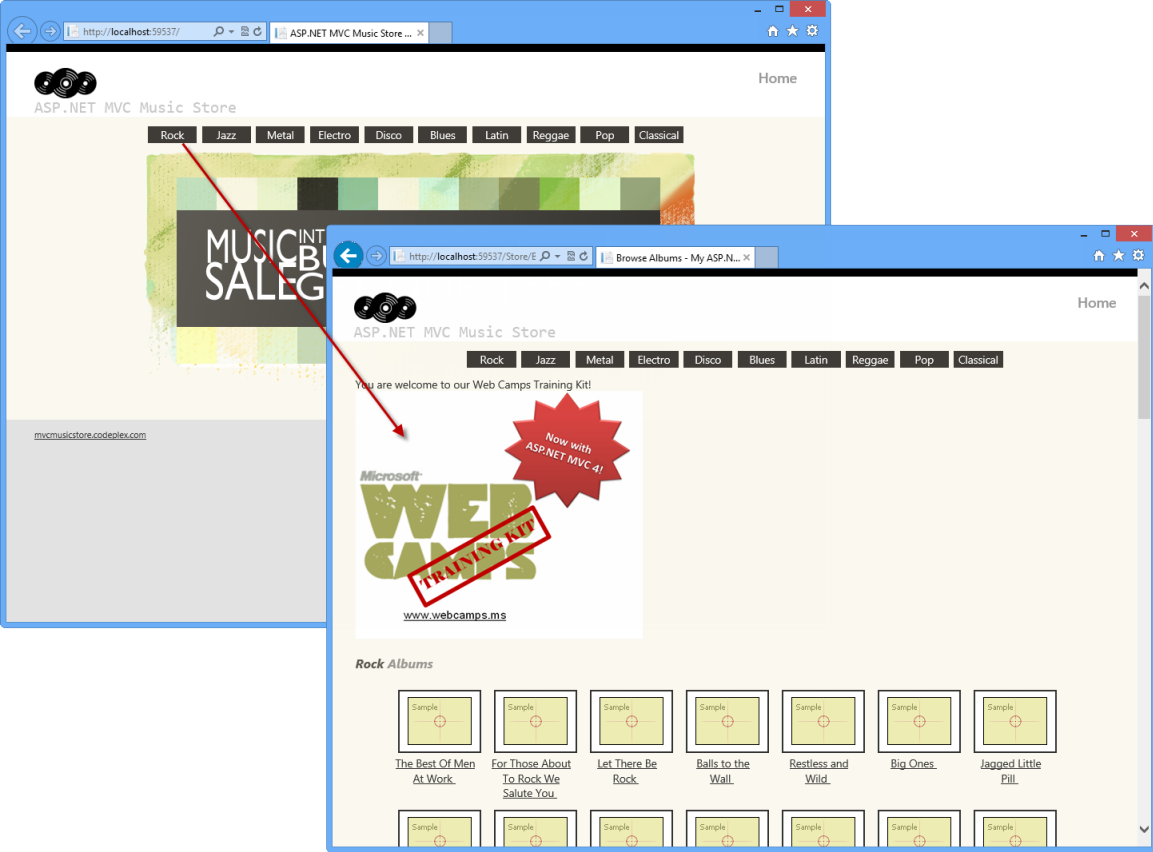 http://localhost:59537/
ASP.NET MVC Music Store ...
Home
ASP.NET MVC Music Store
Rock Jazz Metal Electro Disco Blues Latin Reggae Pop Classical
MUSIC INT
BU
SALE G
mvcmusicstore.codeplex.com
http://localhost:59537/Store/E
Browse Albums - My ASP.N...
Home
ASP.NET MVC Music Store
Rock Jazz Metal Electro Disco Blues Latin Reggae Pop Classical
You are welcome to our Web Camps Training Kit!
Now with
ASP.NET MVC 4!
Microsoft
WEB
CAMPS
TRAINING KIT
www.webcamps.ms
Rock Albums
Sample Sample Sample Sample Sample Sample Sample
The Best Of Men At Work
For Those About To Rock We Salute You
Let There Be Rock
Balls to the Wall
Restless and Wild
Big Ones
Jagged Little Pill
Sample Sample Sample Sample Sample Sample Sample